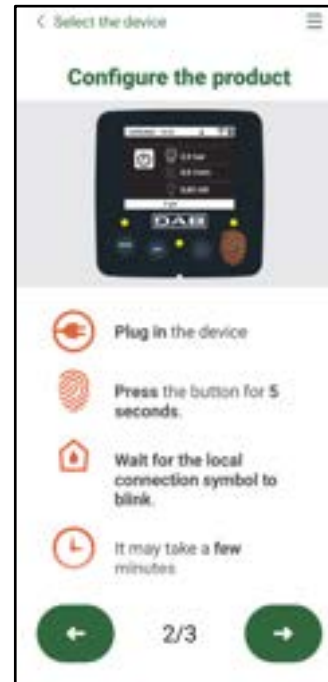 < Select the device
Configure the product
DAB
Plug in the device
Press the button for 5
seconds.
Wait for the local
connection symbol to
blink.
It may take a few
minutes
2/3